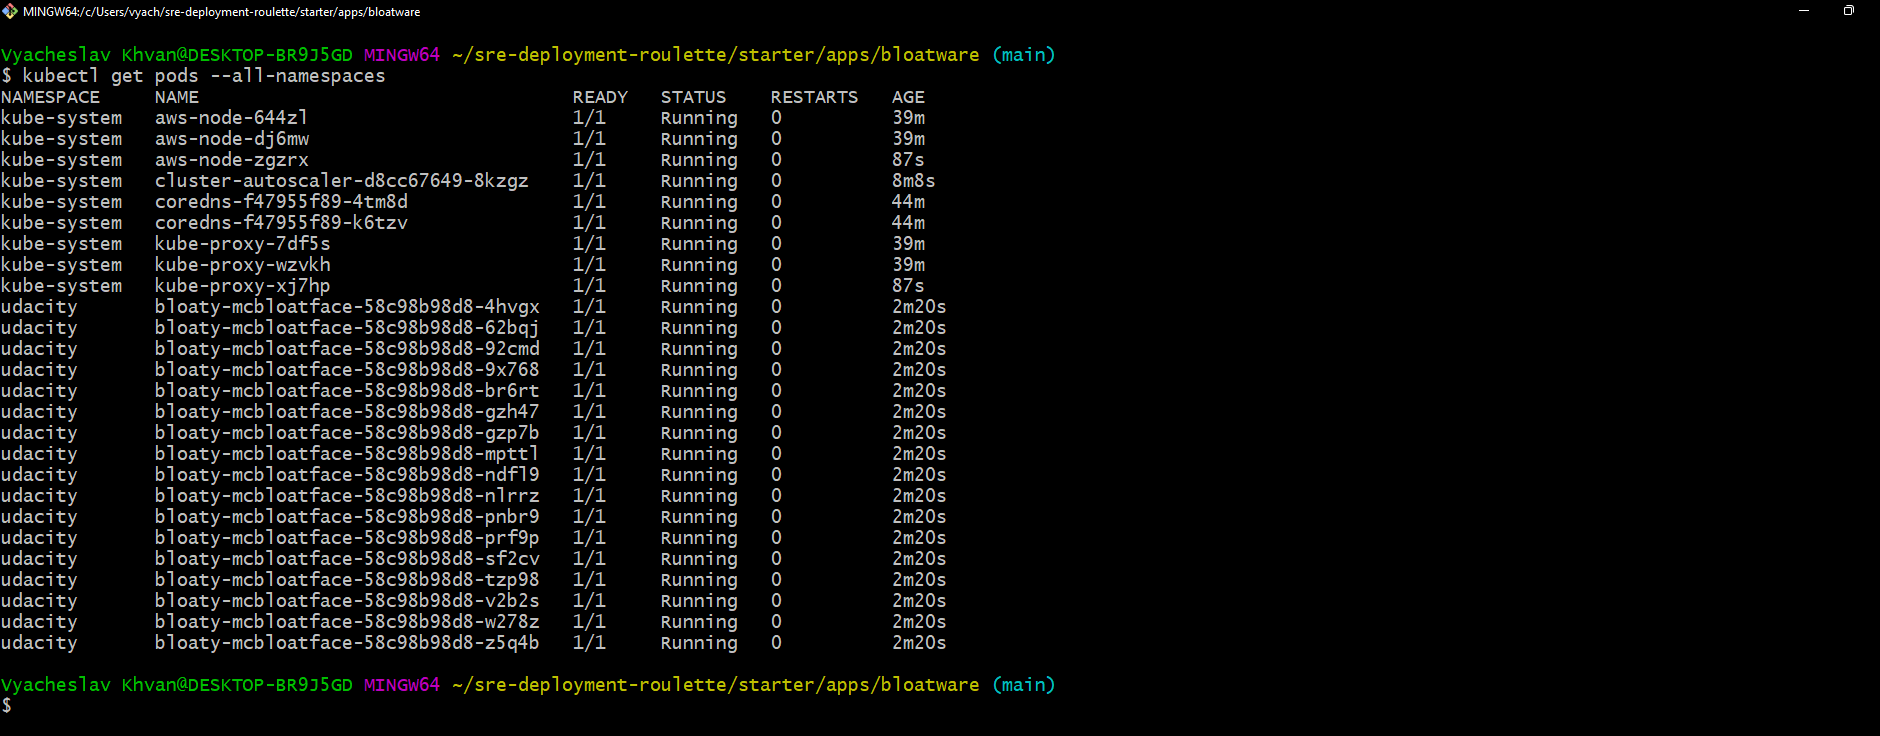 MINGW64:/c/Users/vyach/sre-deployment-roulette/starter/apps/bloatware
Vyacheslav Khvan@DESKTOP-BR9J5GD MINGW64 ~/sre-deployment-roulette/starter/apps/bloatware (main)
$ kubectl get pods --all-namespaces
NAMESPACE     NAME                                  READY   STATUS    RESTARTS   AGE
kube-system   aws-node-644zl                        1/1     Running   0          39m
kube-system   aws-node-dj6mw                        1/1     Running   0          39m
kube-system   aws-node-zgzrx                        1/1     Running   0          87s
kube-system   cluster-autoscaler-d8cc67649-8kzgz    1/1     Running   0          8m8s
kube-system   coredns-f47955f89-4tm8d               1/1     Running   0          44m
kube-system   coredns-f47955f89-k6tzv               1/1     Running   0          44m
kube-system   kube-proxy-7df5s                      1/1     Running   0          39m
kube-system   kube-proxy-wzvkh                      1/1     Running   0          39m
kube-system   kube-proxy-xj7hp                      1/1     Running   0          87s
udacity       bloaty-mcbloatface-58c98b98d8-4hvgx   1/1     Running   0          2m20s
udacity       bloaty-mcbloatface-58c98b98d8-62bqj   1/1     Running   0          2m20s
udacity       bloaty-mcbloatface-58c98b98d8-92cmd   1/1     Running   0          2m20s
udacity       bloaty-mcbloatface-58c98b98d8-9x768   1/1     Running   0          2m20s
udacity       bloaty-mcbloatface-58c98b98d8-br6rt   1/1     Running   0          2m20s
udacity       bloaty-mcbloatface-58c98b98d8-gzh47   1/1     Running   0          2m20s
udacity       bloaty-mcbloatface-58c98b98d8-gzp7b   1/1     Running   0          2m20s
udacity       bloaty-mcbloatface-58c98b98d8-mpttl   1/1     Running   0          2m20s
udacity       bloaty-mcbloatface-58c98b98d8-ndfl9   1/1     Running   0          2m20s
udacity       bloaty-mcbloatface-58c98b98d8-nlrrz   1/1     Running   0          2m20s
udacity       bloaty-mcbloatface-58c98b98d8-pnbr9   1/1     Running   0          2m20s
udacity       bloaty-mcbloatface-58c98b98d8-prf9p   1/1     Running   0          2m20s
udacity       bloaty-mcbloatface-58c98b98d8-sf2cv   1/1     Running   0          2m20s
udacity       bloaty-mcbloatface-58c98b98d8-tzp98   1/1     Running   0          2m20s
udacity       bloaty-mcbloatface-58c98b98d8-v2b2s   1/1     Running   0          2m20s
udacity       bloaty-mcbloatface-58c98b98d8-w278z   1/1     Running   0          2m20s
udacity       bloaty-mcbloatface-58c98b98d8-z5q4b   1/1     Running   0          2m20s
Vyacheslav Khvan@DESKTOP-BR9J5GD MINGW64 ~/sre-deployment-roulette/starter/apps/bloatware (main)
$